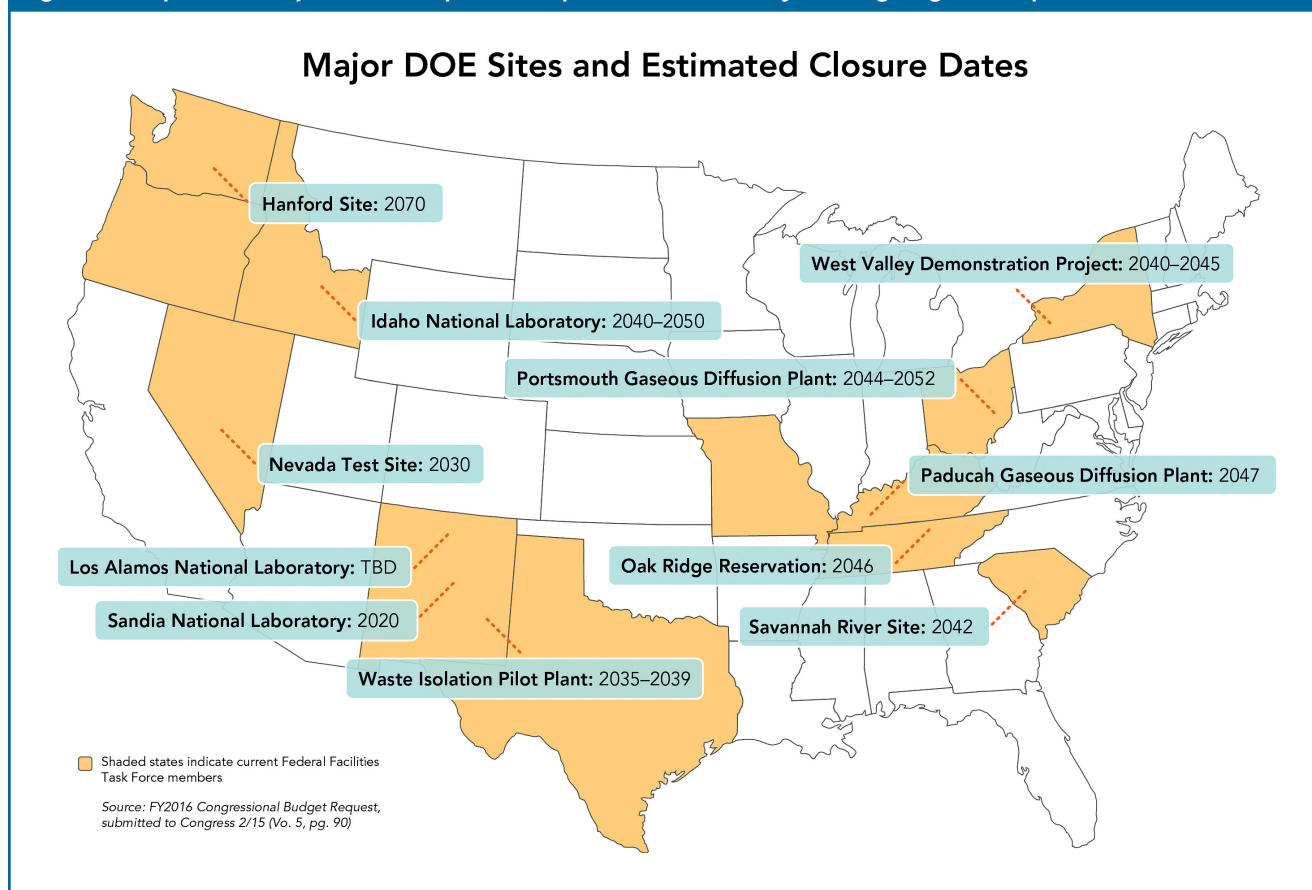 Major DOE Sites and Estimated Closure Dates
Hanford Site: 2070
West Valley Demonstration Project: 2040–2045
Idaho National Laboratory: 2040–2050
Portsmouth Gaseous Diffusion Plant: 2044–2052
Nevada Test Site: 2030
Paducah Gaseous Diffusion Plant: 2047
Los Alamos National Laboratory: TBD
Oak Ridge Reservation: 2046
Sandia National Laboratory: 2020
Savannah River Site: 2042
Waste Isolation Pilot Plant: 2035–2039
Shaded states indicate current Federal Facilities
Task Force members
Source: FY2016 Congressional Budget Request,
submitted to Congress 2/15 (Vo. 5, pg. 90)